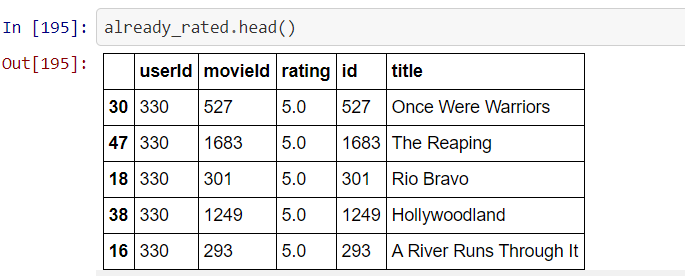 In [195]: already_rated.head()
Out[195]:
userId movieId rating id title
30 330 527 5.0 527 Once Were Warriors
47 330 1683 5.0 1683 The Reaping
18 330 301 5.0 301 Rio Bravo
38 330 1249 5.0 1249 Hollywoodland
16 330 293 5.0 293 A River Runs Through It